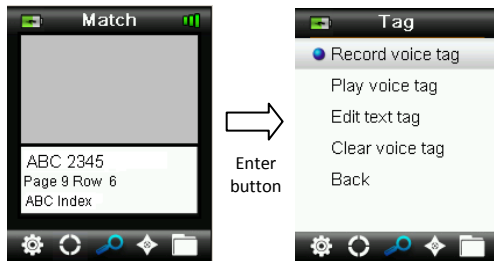 Match
ABC 2345
Page 9 Row 6
ABC Index
Enter
button
Tag
Record voice tag
Play voice tag
Edit text tag
Clear voice tag
Back